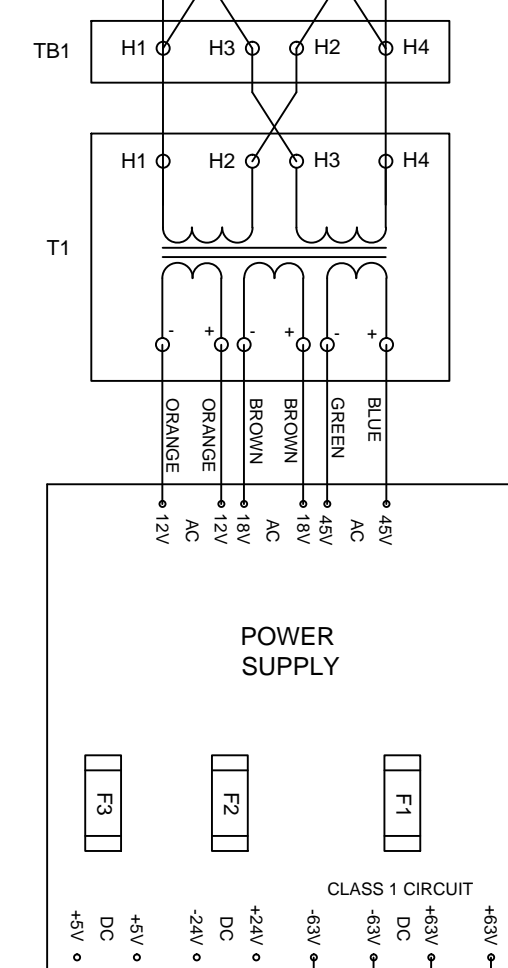 TB1 H1 H3 H2 H4
H1 H2 H3 H4
T1
- + - + - +
ORANGE ORANGE BROWN BROWN GREEN BLUE
12V AC 12V 18V AC 18V 45V AC 45V
POWER
SUPPLY
F3 F2 F1
CLASS 1 CIRCUIT
+5V DC +5V -24V DC +24V -63V -63V DC +63V +63V